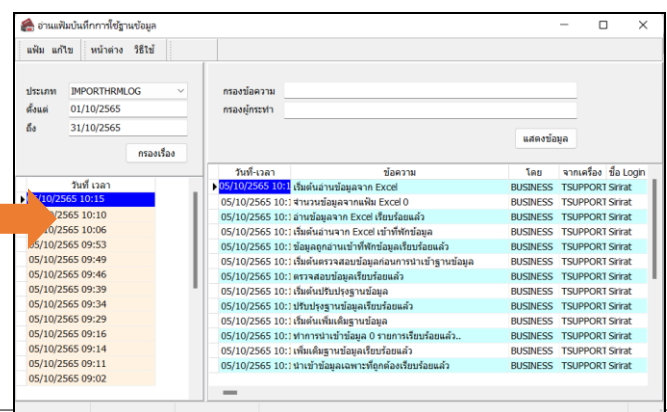 อ่านแฟ้มบันทึกการใช้ฐานข้อมูล
แฟ้ม แก้ไข หน้าต่าง วิธีใช้
ประเภท IMPORTHRMLOG
ตั้งแต่ 01/10/2565
ถึง 31/10/2565
กรองเรื่อง
กรองข้อความ
กรองผู้กระทำ
แสดงข้อมูล
วันที่ เวลา
/10/2565 10:15
/2565 10:10
/2565 10:06
05/10/2565 09:53
05/10/2565 09:49
05/10/2565 09:46
05/10/2565 09:39
05/10/2565 09:34
05/10/2565 09:29
05/10/2565 09:16
05/10/2565 09:14
05/10/2565 09:11
05/10/2565 09:02
วันที่-เวลา ข้อความ โดย จากเครื่อง ชื่อ Login
05/10/2565 10:1 เริ่มต้นอ่านข้อมูลจาก Excel BUSINESS TSUPPORT Sirirat
05/10/2565 10:1 จำนวนข้อมูลจากแฟ้ม Excel 0 BUSINESS TSUPPORT Sirirat
05/10/2565 10:1 อ่านข้อมูลจาก Excel เรียบร้อยแล้ว BUSINESS TSUPPORT Sirirat
05/10/2565 10:1 เริ่มต้นอ่านจาก Excel เข้าที่พักข้อมูล BUSINESS TSUPPORT Sirirat
05/10/2565 10:1 ข้อมูลถูกอ่านเข้าที่พักข้อมูลเรียบร้อยแล้ว BUSINESS TSUPPORT Sirirat
05/10/2565 10:1 เริ่มต้นตรวจสอบข้อมูลก่อนการนำเข้าฐานข้อมูล BUSINESS TSUPPORT Sirirat
05/10/2565 10:1 ตรวจสอบข้อมูลเรียบร้อยแล้ว BUSINESS TSUPPORT Sirirat
05/10/2565 10:1 เริ่มต้นปรับปรุงฐานข้อมูล BUSINESS TSUPPORT Sirirat
05/10/2565 10:1 ปรับปรุงฐานข้อมูลเรียบร้อยแล้ว BUSINESS TSUPPORT Sirirat
05/10/2565 10:1 เริ่มต้นเพิ่มเติมฐานข้อมูล BUSINESS TSUPPORT Sirirat
05/10/2565 10:1 ทำการนำเข้าข้อมูล 0 รายการเรียบร้อยแล้ว.. BUSINESS TSUPPORT Sirirat
05/10/2565 10:1 เพิ่มเติมฐานข้อมูลเรียบร้อยแล้ว BUSINESS TSUPPORT Sirirat
05/10/2565 10:1 นำเข้าข้อมูลเฉพาะที่ถูกต้องเรียบร้อยแล้ว BUSINESS TSUPPORT Sirirat